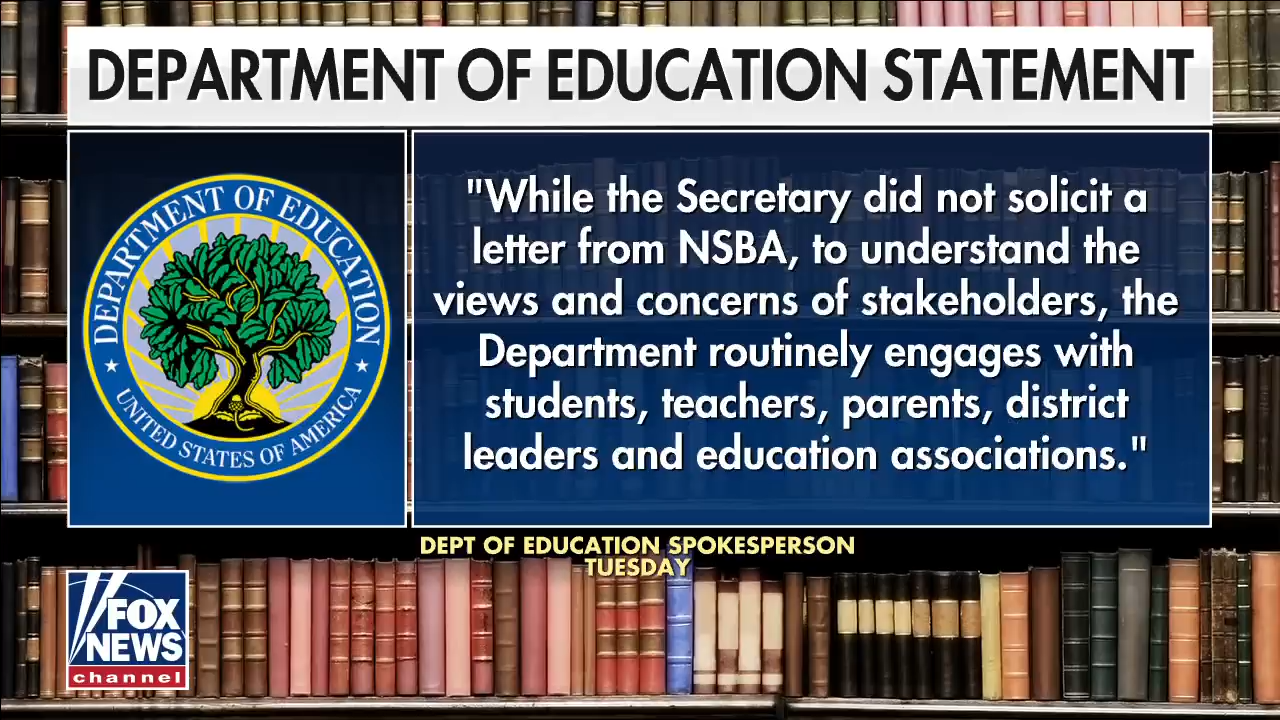 DEPARTMENT OF EDUCATION STATEMENT
DEPARTMENT OF EDUCATION
UNITED STATES OF AMERICA
"While the Secretary did not solicit a
letter from NSBA, to understand the
views and concerns of stakeholders, the
Department routinely engages with
students, teachers, parents, district
leaders and education associations."
DEPT OF EDUCATION SPOKESPERSON
TUESDAY
FOX
NEWS
channel